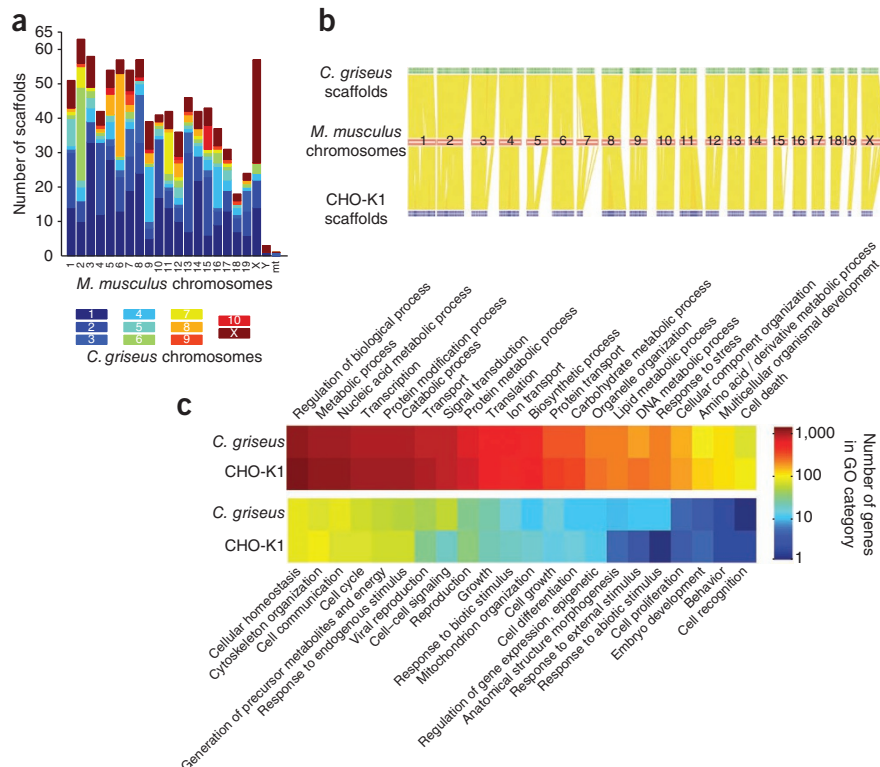 a
Number of scaffolds
65
60
50
40
30
20
10
0
1 2 3 4 5 6 7 8 9 10 11 12 13 14 15 16 17 18 19 X Y mt
M. musculus chromosomes
1 4 7 10
2 5 8 X
3 6 9
C. griseus chromosomes
b
C. griseus
scaffolds
M. musculus
chromosomes
1 2 3 4 5 6 7 8 9 10 11 12 13 14 15 16 17 18 19 X
CHO-K1
scaffolds
c
Regulation of biological process
Metabolic process
Nucleic acid metabolic process
Transcription
Protein modification process
Catabolic process
Transport
Signal transduction
Protein metabolic process
Translation
Ion transport
Biosynthetic process
Protein transport
Carbohydrate metabolic process
Organelle organization
Lipid metabolic process
DNA metabolic process
Response to stress
Cellular component organization
Amino acid / derivative metabolic process
Multicellular organismal development
Cell death
C. griseus
CHO-K1
C. griseus
CHO-K1
1,000
100
10
1
Number of genes
in GO category
Cellular homeostasis
Cytoskeleton organization
Cell communication
Cell cycle
Generation of precursor metabolites and energy
Response to endogenous stimulus
Viral reproduction
Cell–cell signaling
Reproduction
Growth
Response to biotic stimulus
Mitochondrion organization
Cell growth
Cell differentiation
Regulation of gene expression, epigenetic
Anatomical structure morphogenesis
Response to external stimulus
Response to abiotic stimulus
Cell proliferation
Embryo development
Behavior
Cell recognition